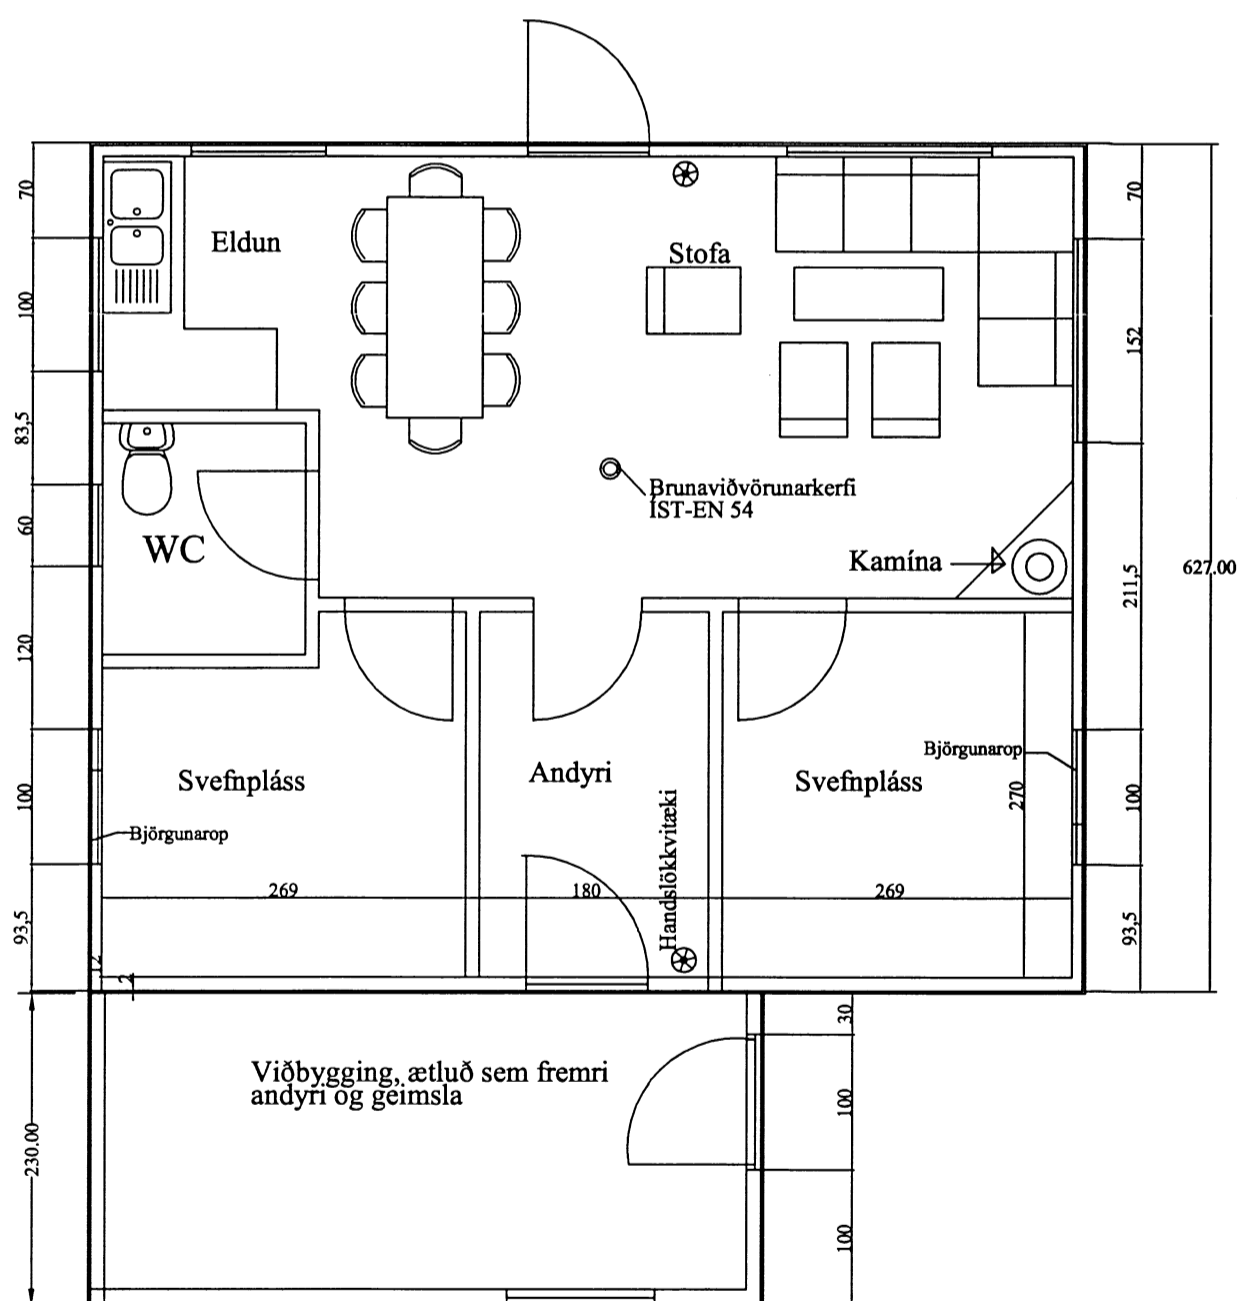 70
70
Eldun
Stofa
100
152
83,5
Brunaviðvörunarkerfi
ÍST-EN 54
60
WC
Kamína
211,5
627.00
120
Björgunarop
Svefnpláss
Andyri
Svefnpláss
270
100
100
Björgunarop
Handslökkvitæki
269
180
269
93,5
93,5
12
12
30
Viðbygging, ætluð sem fremri
andyri og geimsla
100
230.00
100